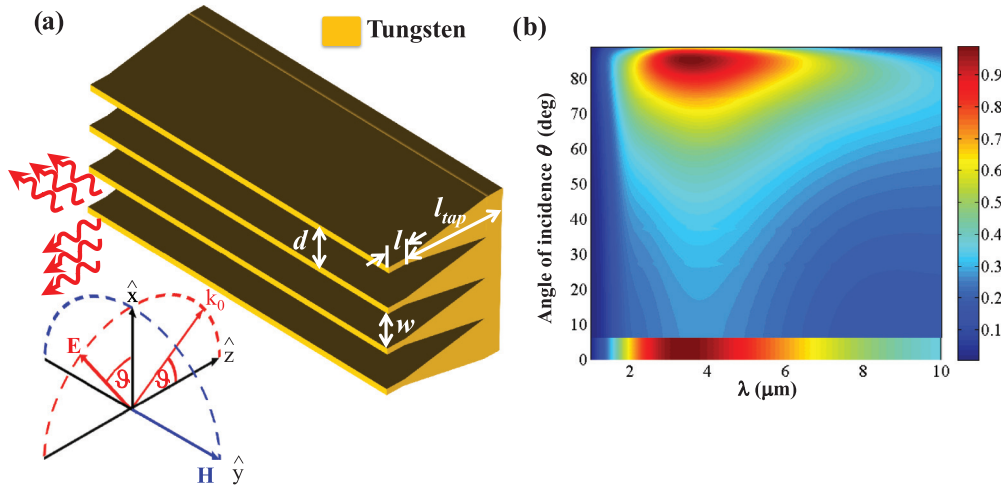 (a)
Tungsten
d
l
l_tap
w
x̂
k₀
E
ϑ
ϑ
ẑ
H
ŷ
(b)
Angle of incidence θ (deg)
80
70
60
50
40
30
20
10
0
2
4
6
8
10
λ (μm)
0.9
0.8
0.7
0.6
0.5
0.4
0.3
0.2
0.1